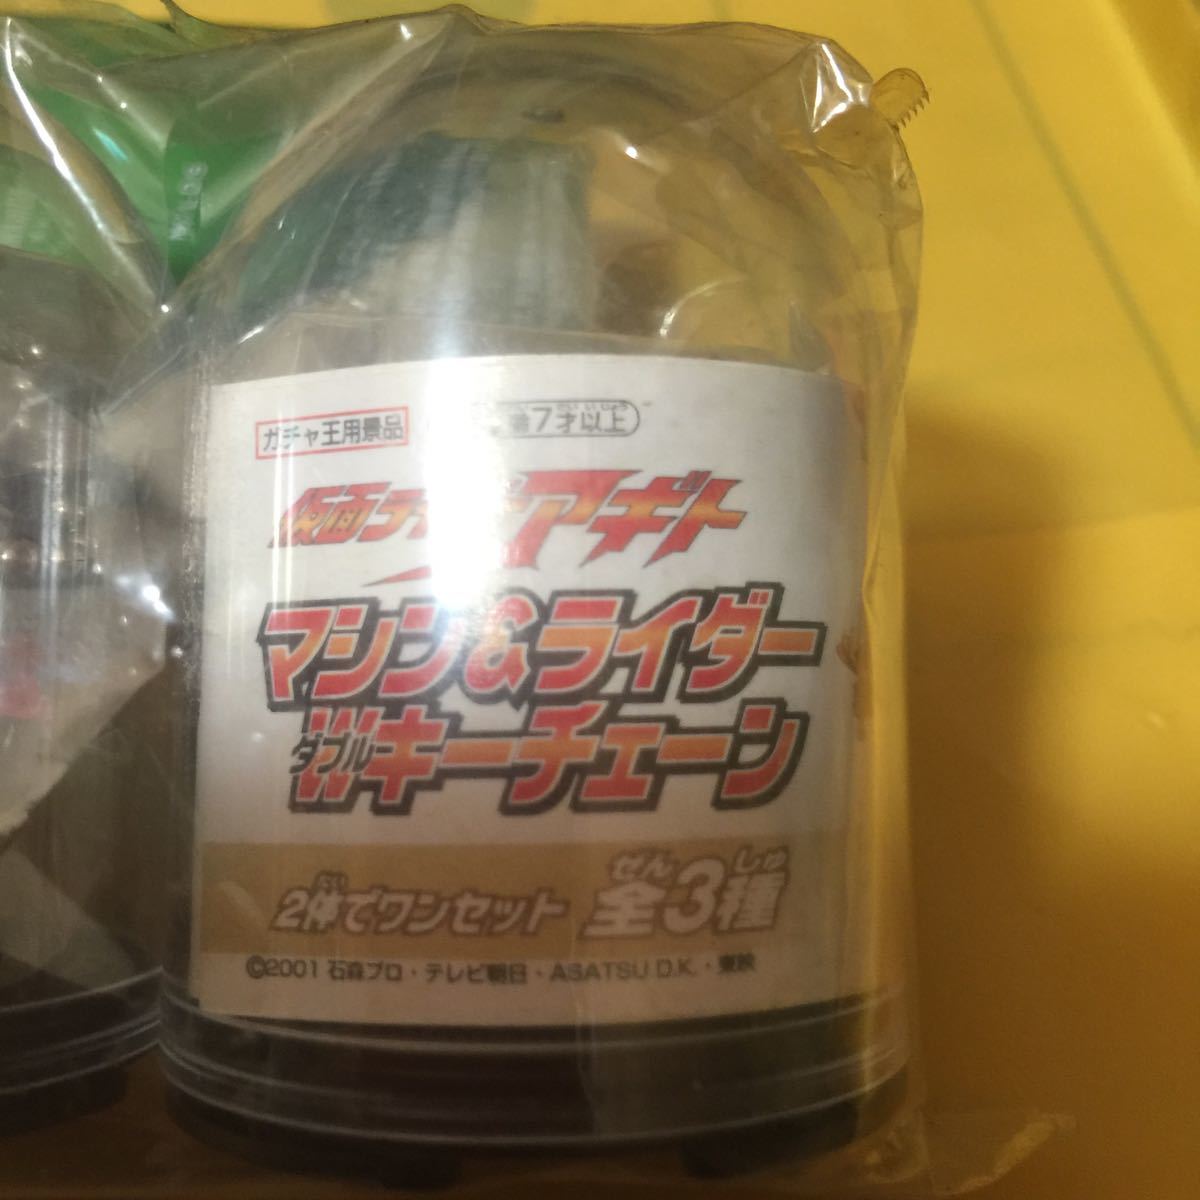 ガチャ王用景品
7才以上
仮面ライダーアギト
マシン&ライダー
Wキーチェーン
ダブル
2体でワンセット
たい
全3種
ぜん しゅ
©2001 石森プロ・テレビ朝日・ASATSU D.K.・東映